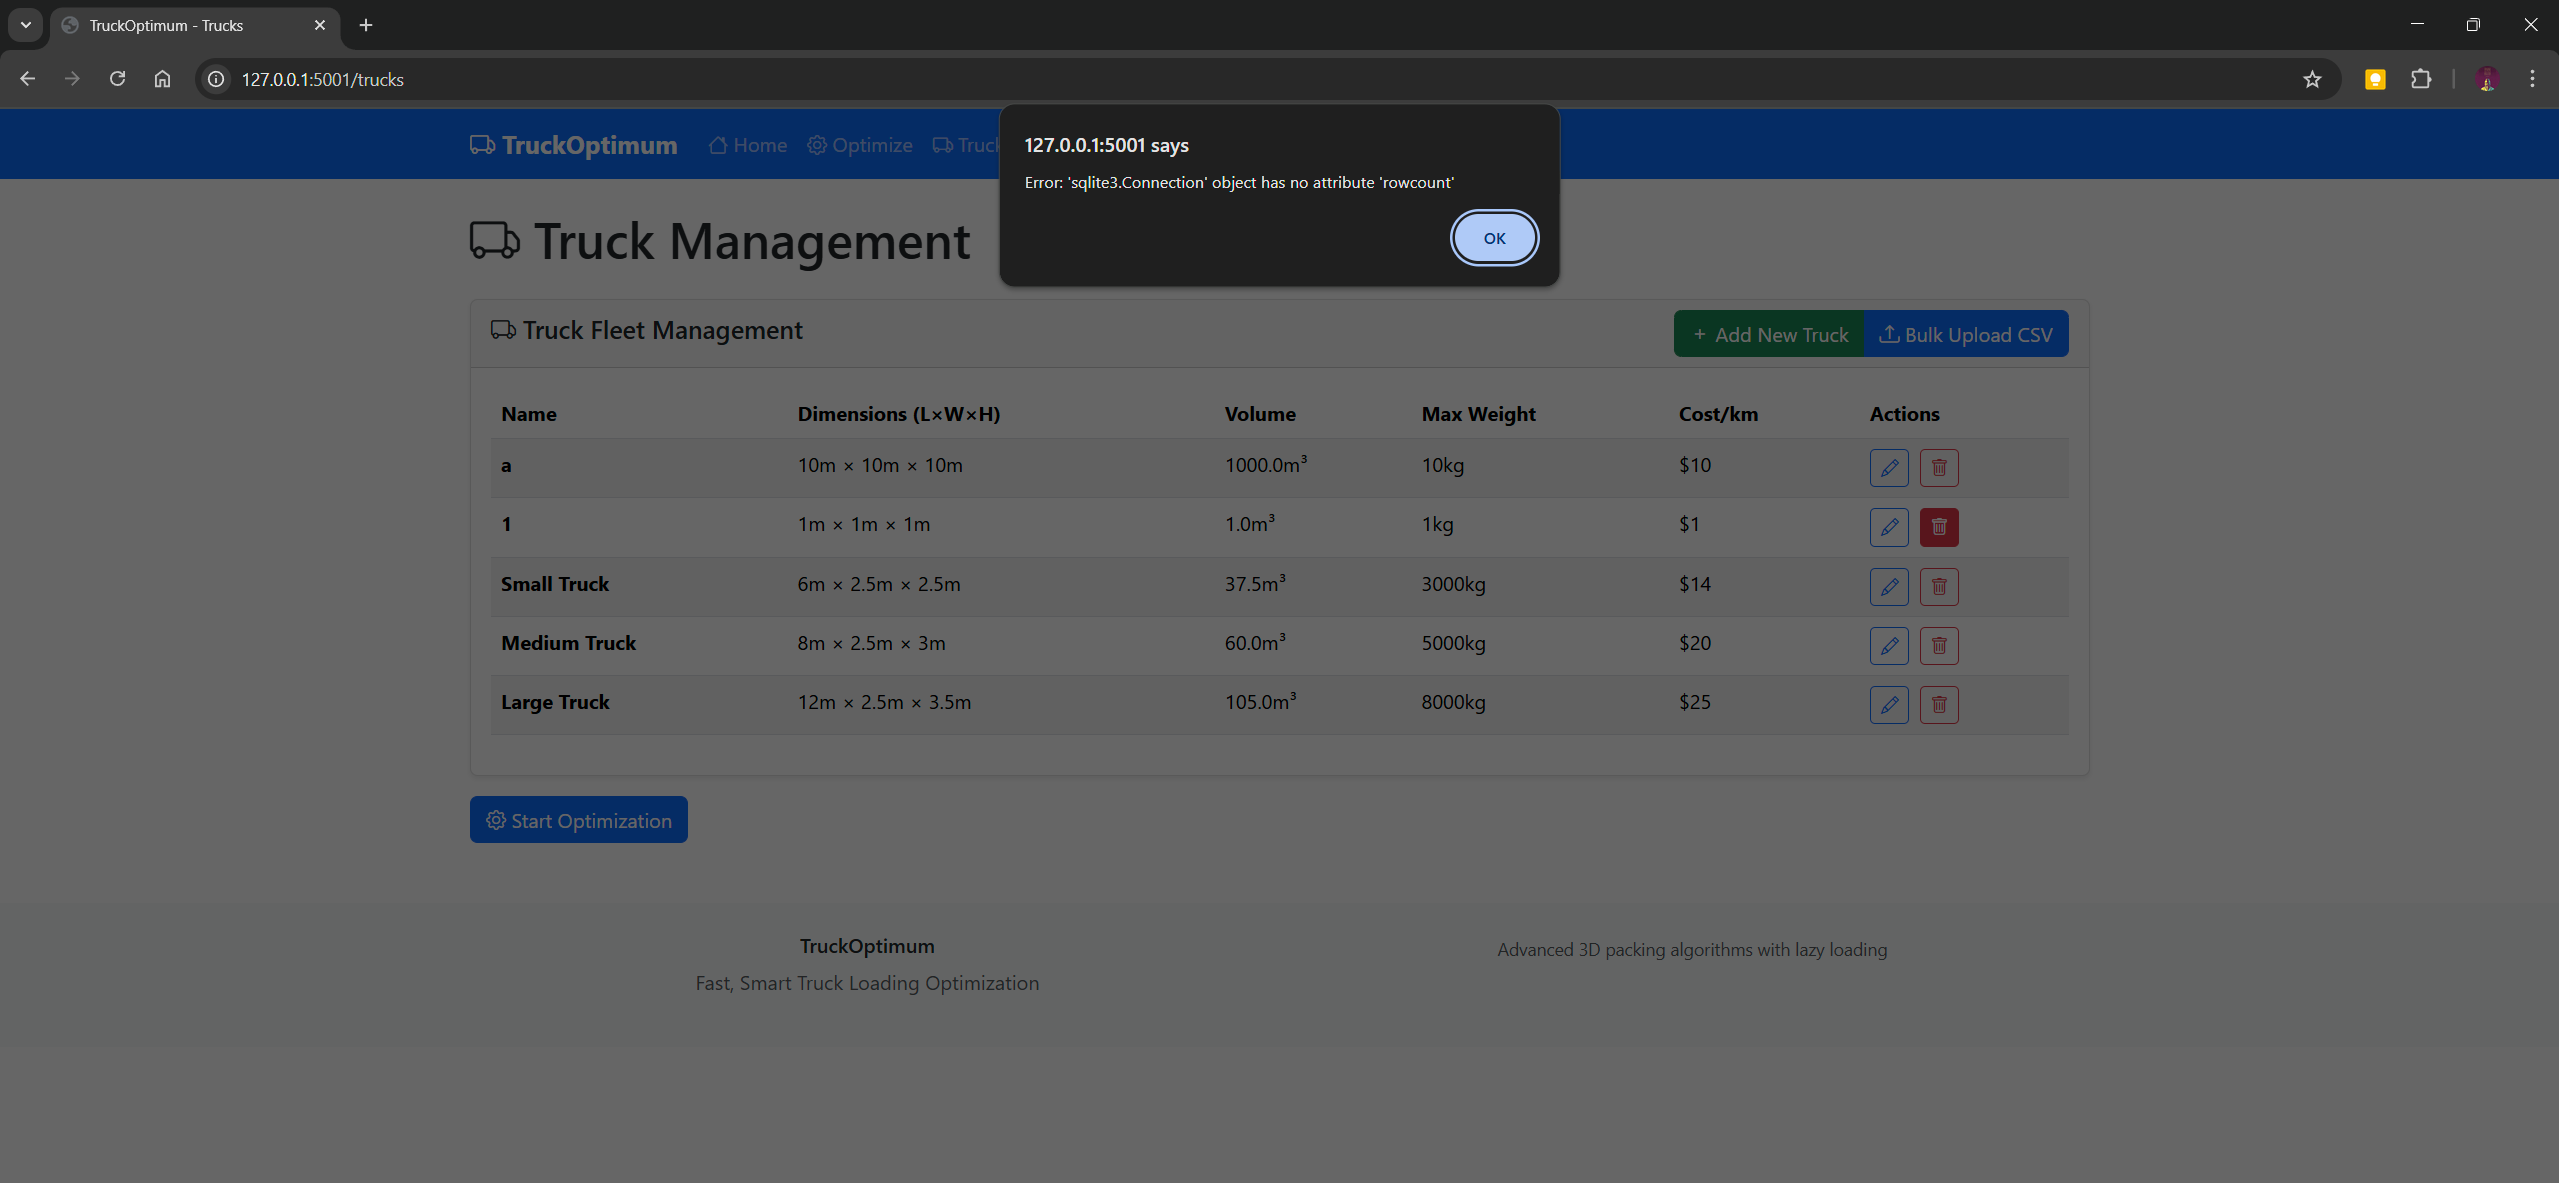 TruckOptimum - Trucks
127.0.0.1:5001/trucks
TruckOptimum Home Optimize Truc
127.0.0.1:5001 says
Error: 'sqlite3.Connection' object has no attribute 'rowcount'
OK
Truck Management
Truck Fleet Management
+ Add New Truck Bulk Upload CSV
Name Dimensions (L×W×H) Volume Max Weight Cost/km Actions
a 10m × 10m × 10m 1000.0m³ 10kg $10
1 1m × 1m × 1m 1.0m³ 1kg $1
Small Truck 6m × 2.5m × 2.5m 37.5m³ 3000kg $14
Medium Truck 8m × 2.5m × 3m 60.0m³ 5000kg $20
Large Truck 12m × 2.5m × 3.5m 105.0m³ 8000kg $25
Start Optimization
TruckOptimum
Fast, Smart Truck Loading Optimization
Advanced 3D packing algorithms with lazy loading